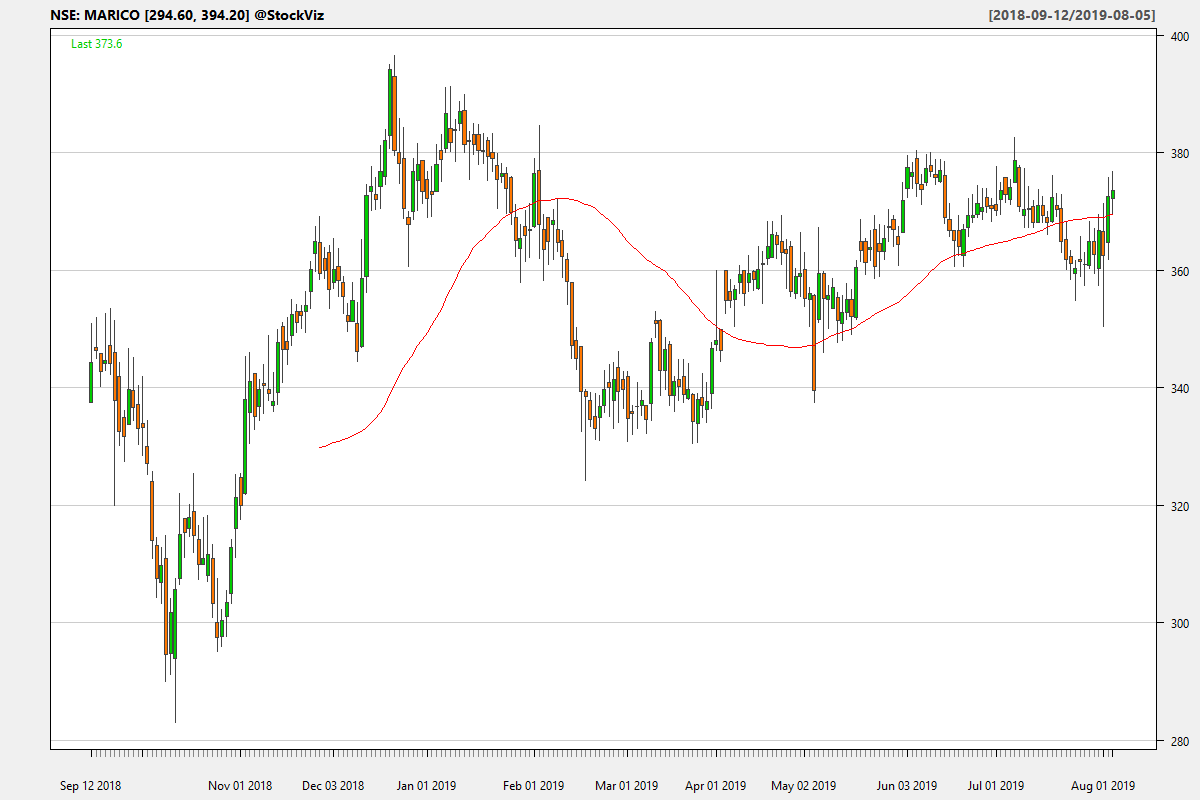 NSE: MARICO [294.60, 394.20] @StockViz
[2018-09-12/2019-08-05]
Last 373.6
400
380
360
340
320
300
280
Sep 12 2018
Nov 01 2018
Dec 03 2018
Jan 01 2019
Feb 01 2019
Mar 01 2019
Apr 01 2019
May 02 2019
Jun 03 2019
Jul 01 2019
Aug 01 2019